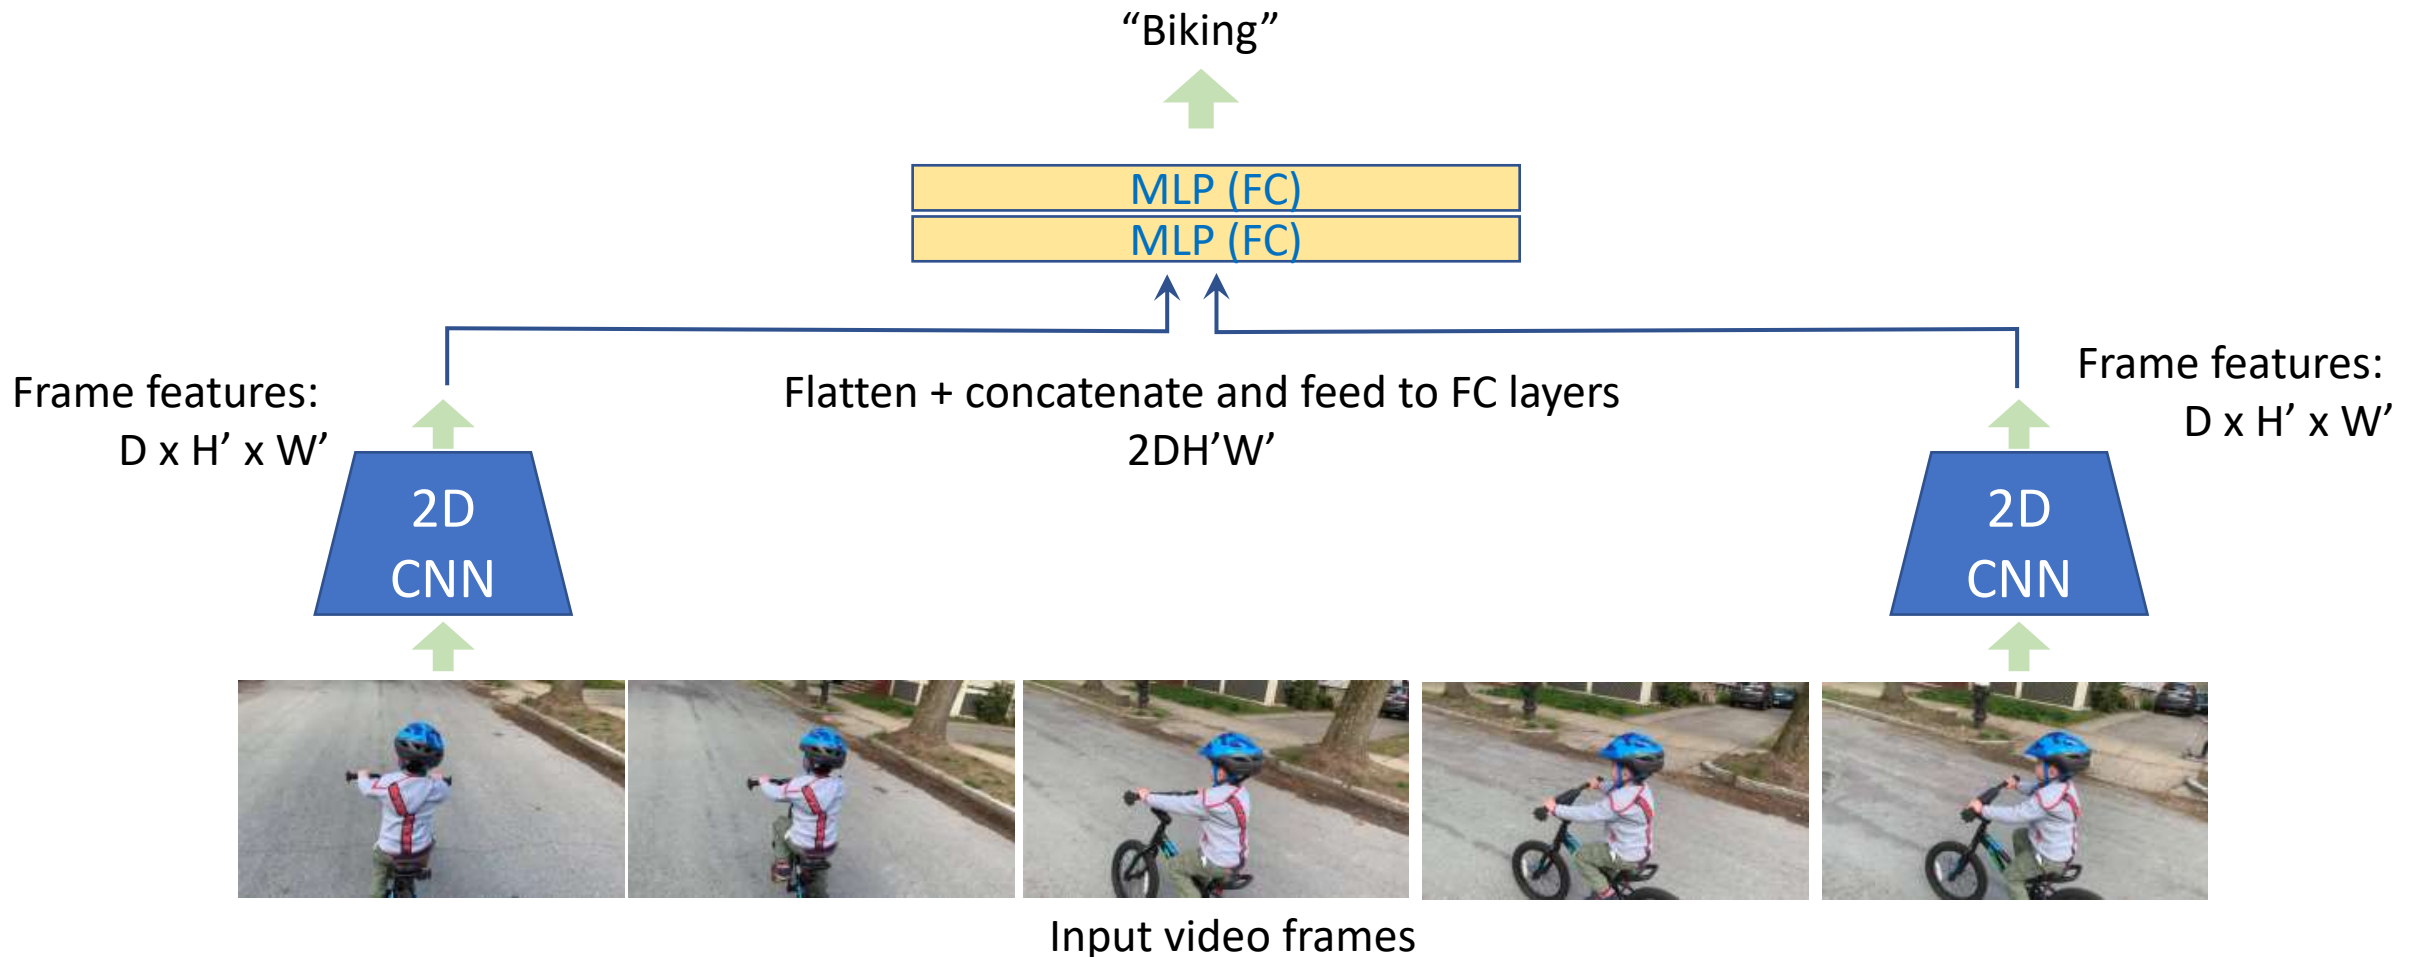 “Biking”
MLP (FC)
MLP (FC)
Frame features:
D x H’ x W’
Flatten + concatenate and feed to FC layers
2DH’W’
Frame features:
D x H’ x W’
2D
CNN
2D
CNN
Input video frames